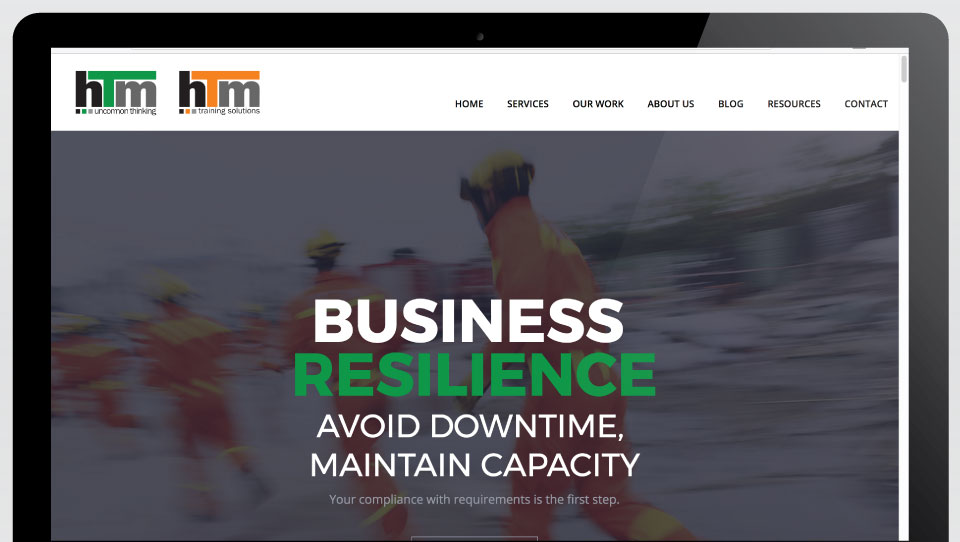 hTm
uncommon thinking
hTm
training solutions
HOME SERVICES OUR WORK ABOUT US BLOG RESOURCES CONTACT
BUSINESS
RESILIENCE
AVOID DOWNTIME,
MAINTAIN CAPACITY
Your compliance with requirements is the first step.